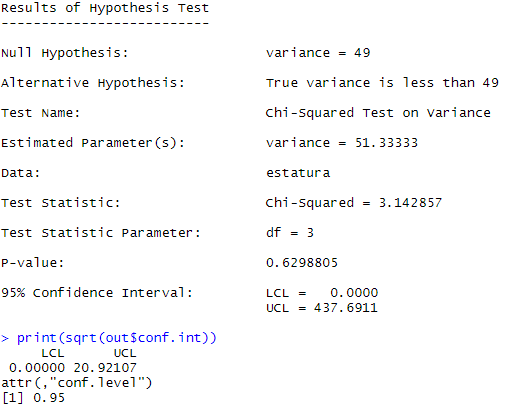 Results of Hypothesis Test
--------------------------
Null Hypothesis:                 variance = 49
Alternative Hypothesis:          True variance is less than 49
Test Name:                       Chi-Squared Test on Variance
Estimated Parameter(s):          variance = 51.33333
Data:                            estatura
Test Statistic:                  Chi-Squared = 3.142857
Test Statistic Parameter:        df = 3
P-value:                         0.6298805
95% Confidence Interval:         LCL =   0.0000
                                 UCL = 437.6911
> print(sqrt(out$conf.int))
     LCL      UCL
 0.00000 20.92107
attr(,"conf.level")
[1] 0.95